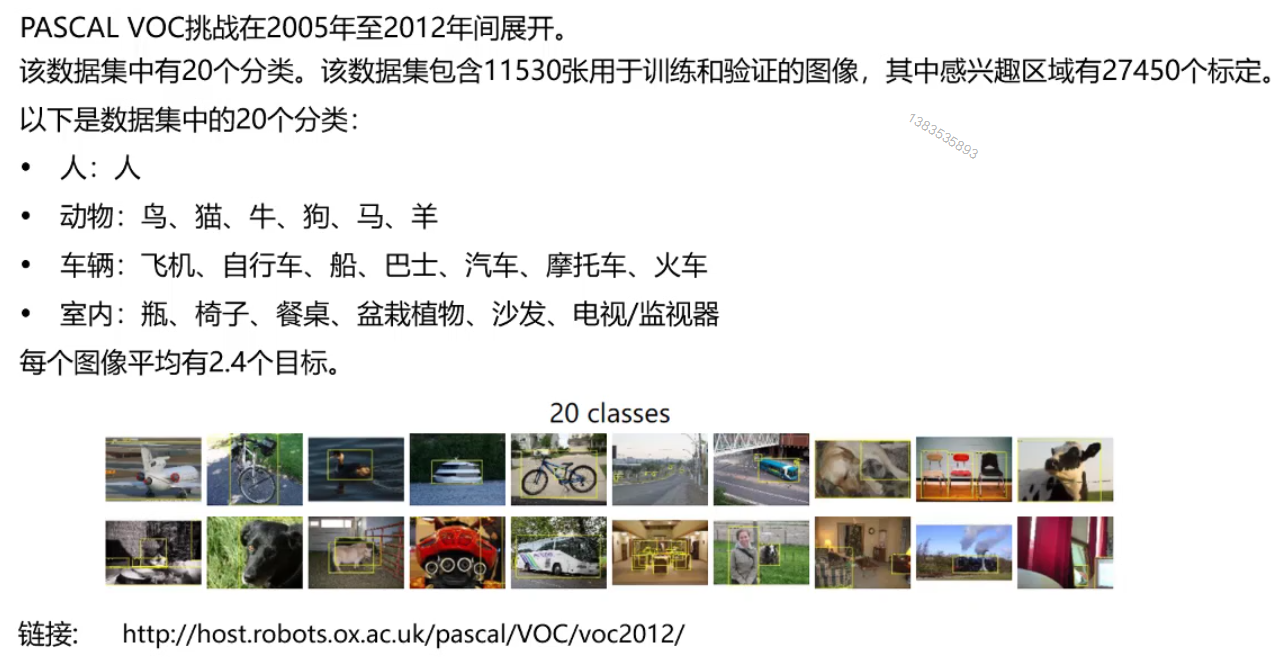 PASCAL VOC挑战在2005年至2012年间展开。
该数据集中有20个分类。该数据集包含11530张用于训练和验证的图像，其中感兴趣区域有27450个标定。
以下是数据集中的20个分类：
1383535893
• 人：人
• 动物：鸟、猫、牛、狗、马、羊
• 车辆：飞机、自行车、船、巴士、汽车、摩托车、火车
• 室内：瓶、椅子、餐桌、盆栽植物、沙发、电视/监视器
每个图像平均有2.4个目标。
20 classes
链接: http://host.robots.ox.ac.uk/pascal/VOC/voc2012/